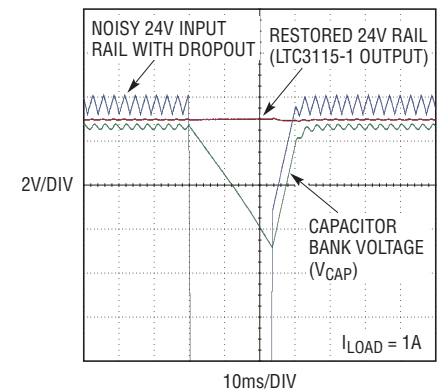 NOISY 24V INPUT
RAIL WITH DROPOUT
RESTORED 24V RAIL
(LTC3115-1 OUTPUT)
2V/DIV
CAPACITOR
BANK VOLTAGE
(VCAP)
ILOAD = 1A
10ms/DIV